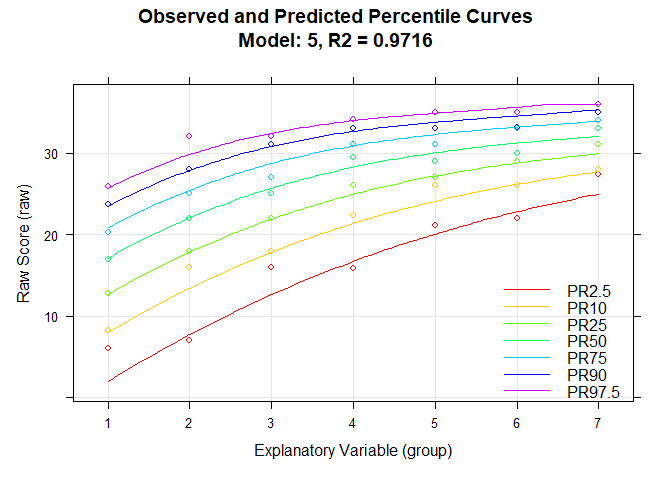 Observed and Predicted Percentile Curves
Model: 5, R2 = 0.9716
Raw Score (raw)
30
20
10
PR2.5
PR10
PR25
PR50
PR75
PR90
PR97.5
1 2 3 4 5 6 7
Explanatory Variable (group)